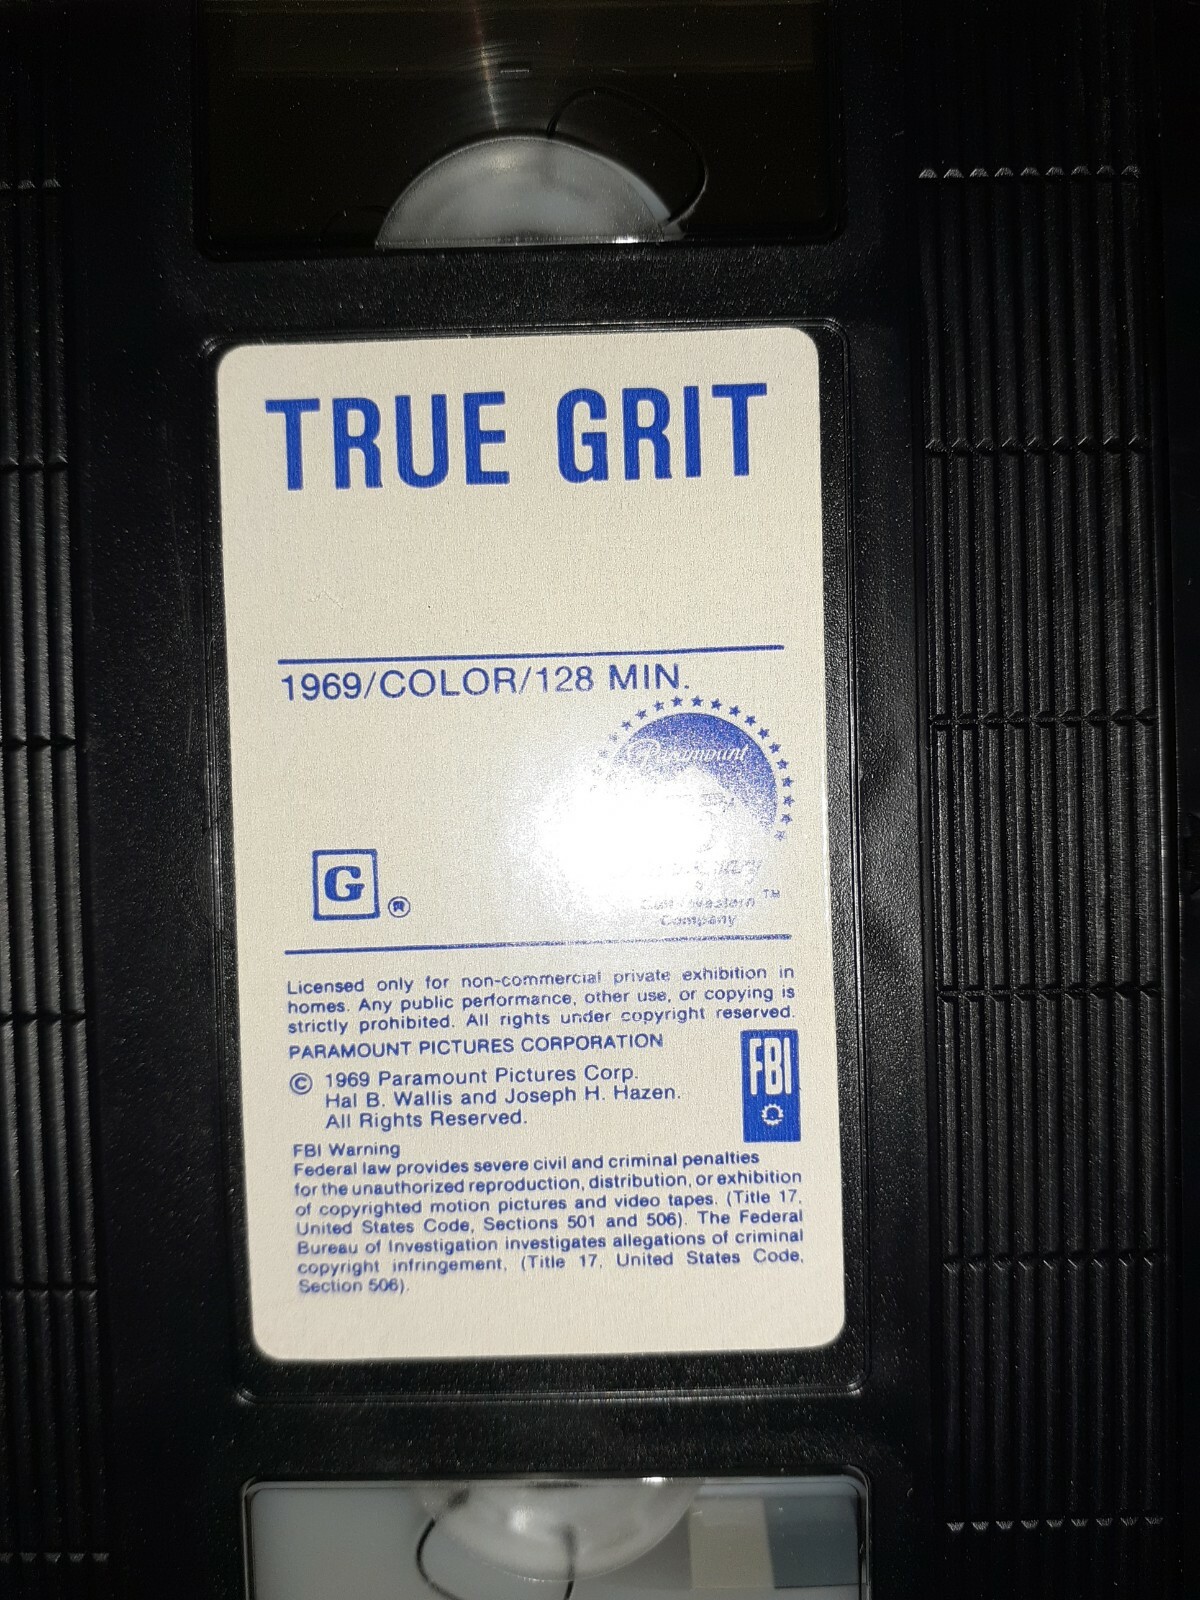 TRUE GRIT
1969/COLOR/128 MIN.
Paramount
G ®
TM
Company
Licensed only for non-commercial private exhibition in
homes. Any public performance, other use, or copying is
strictly prohibited. All rights under copyright reserved.
PARAMOUNT PICTURES CORPORATION
© 1969 Paramount Pictures Corp.
Hal B. Wallis and Joseph H. Hazen.
All Rights Reserved.
FBI
FBI Warning
Federal law provides severe civil and criminal penalties
for the unauthorized reproduction, distribution, or exhibition
of copyrighted motion pictures and video tapes. (Title 17,
United States Code, Sections 501 and 506). The Federal
Bureau of Investigation investigates allegations of criminal
copyright infringement, (Title 17, United States Code,
Section 506).